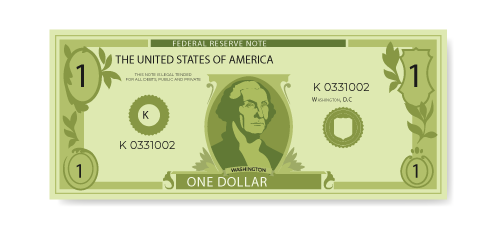 FEDERAL RESERVE NOTE
THE UNITED STATES OF AMERICA
1
1
THIS NOTE IS LEGAL TENDED
FOR ALL DEBTS, PUBLIC AND PRIVATE
K 0331002
WASHINGTON, D.C
K
K 0331002
WASHINGTON
1
ONE DOLLAR
1